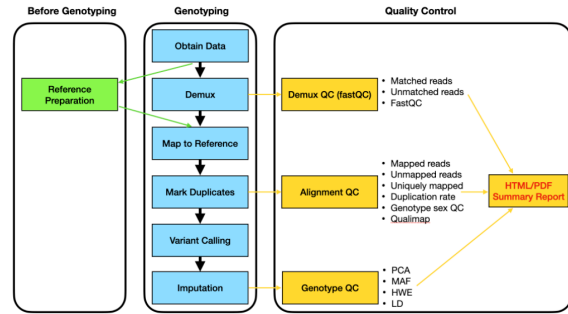 Before Genotyping
Genotyping
Quality Control
Obtain Data
Reference
Preparation
Demux
Map to Reference
Mark Duplicates
Variant Calling
Imputation
Demux QC (fastQC)
• Matched reads
• Unmatched reads
• FastQC
Alignment QC
• Mapped reads
• Unmapped reads
• Uniquely mapped
• Duplication rate
• Genotype sex QC
• Qualimap
Genotype QC
• PCA
• MAF
• HWE
• LD
HTML/PDF
Summary Report